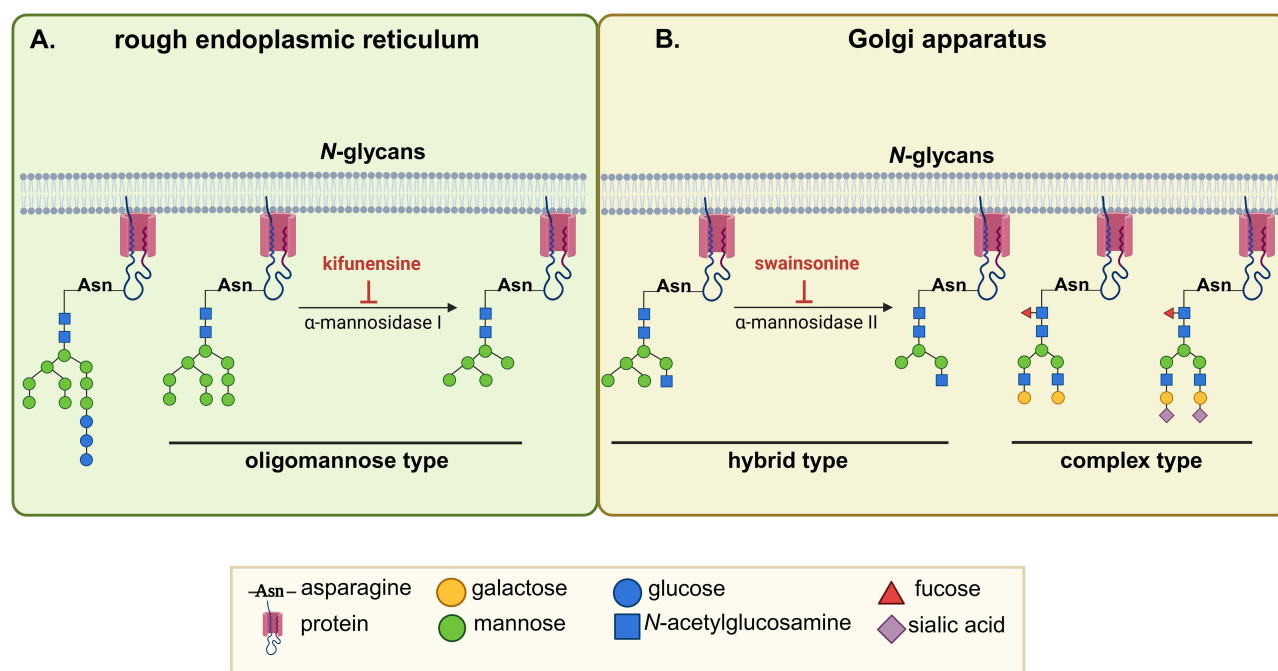 A. rough endoplasmic reticulum
N-glycans
kifunensine
Asn Asn Asn
α-mannosidase I
oligomannose type
B. Golgi apparatus
N-glycans
swainsonine
Asn Asn Asn Asn
α-mannosidase II
hybrid type complex type
Asn asparagine galactose glucose fucose
protein mannose N-acetylglucosamine sialic acid